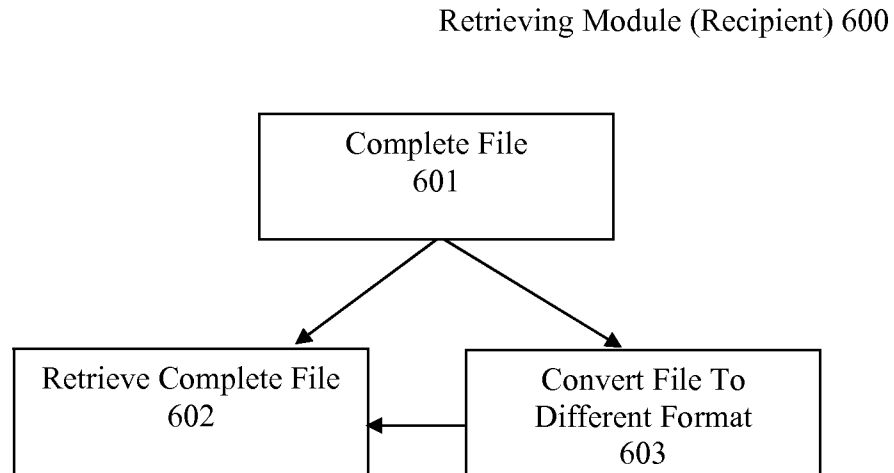 Retrieving Module (Recipient) 600
Complete File
601
Retrieve Complete File
602
Convert File To
Different Format
603